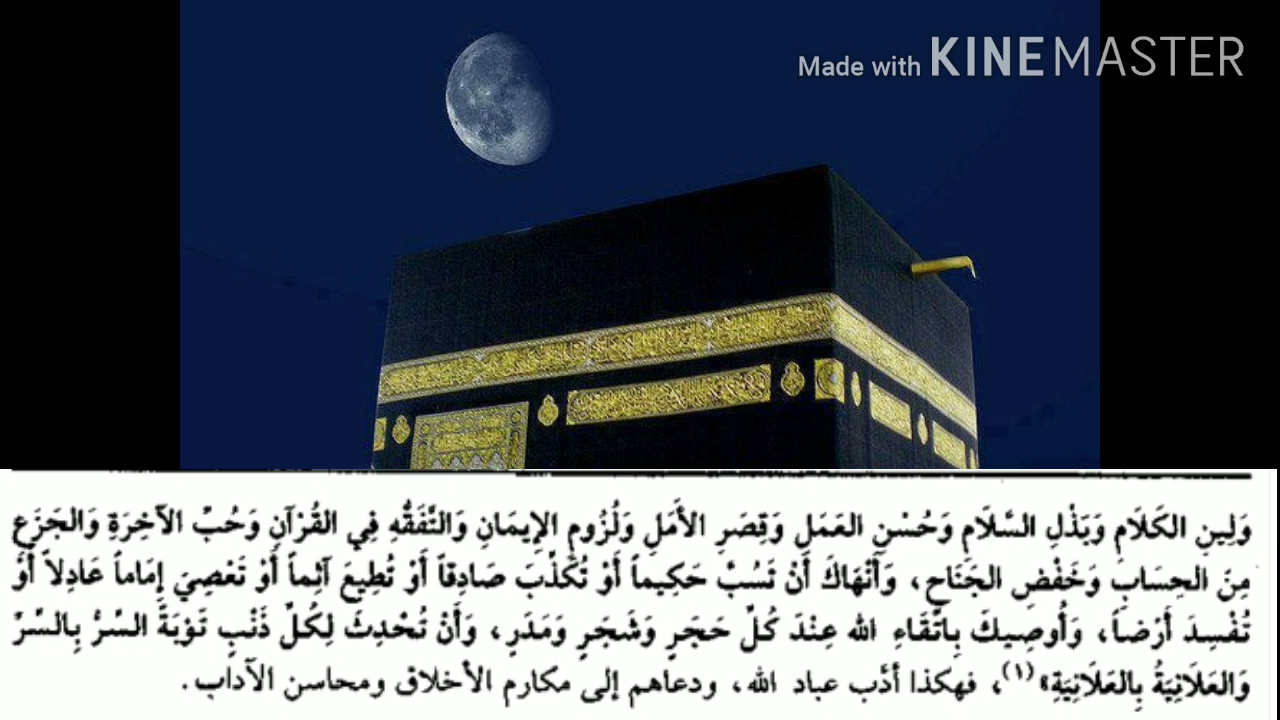 Made with KINEMASTER
وَلِينِ الكَلَامِ وَبَذْلِ السَّلَامِ وَحُسْنِ العَمَلِ وَقِصَرِ الأَمَلِ وَلُزُومِ الإِيمَانِ وَالتَّفَقُّهِ فِي القُرْآنِ وَحُبِّ الآخِرَةِ وَالجَزَعِ
مِنَ الحِسَابِ وَخَفْضِ الجَنَاحِ، وَأَنْهَاكَ أَنْ تَسُبَّ حَكِيماً أَوْ تُكَذِّبَ صَادِقاً أَوْ تُطِيعَ آثِماً أَوْ تَعْصِيَ إِمَاماً عَادِلاً أَوْ
تُفْسِدَ أَرْضاً، وَأُوصِيكَ بِاتِّقَاءِ الله عِنْدَ كُلِّ حَجَرٍ وَشَجَرٍ وَمَدَرٍ، وَأَنْ تُحْدِثَ لِكُلِّ ذَنْبٍ تَوْبَةً السِّرُّ بِالسِّرِّ
وَالعَلَانِيَةُ بِالعَلَانِيَةِ»(١)، فهكذا أدَّب عباد الله، ودعاهم إلى مكارم الأخلاق ومحاسن الآداب.